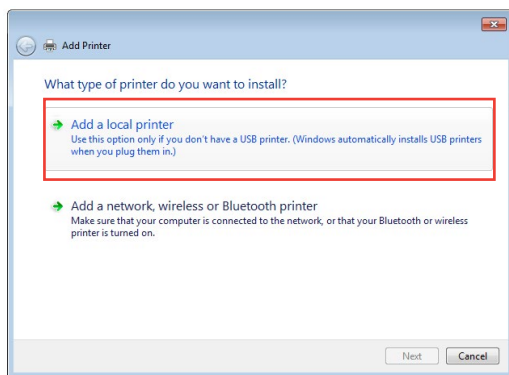 Add Printer
What type of printer do you want to install?
Add a local printer
Use this option only if you don't have a USB printer. (Windows automatically installs USB printers
when you plug them in.)
Add a network, wireless or Bluetooth printer
Make sure that your computer is connected to the network, or that your Bluetooth or wireless
printer is turned on.
Next Cancel